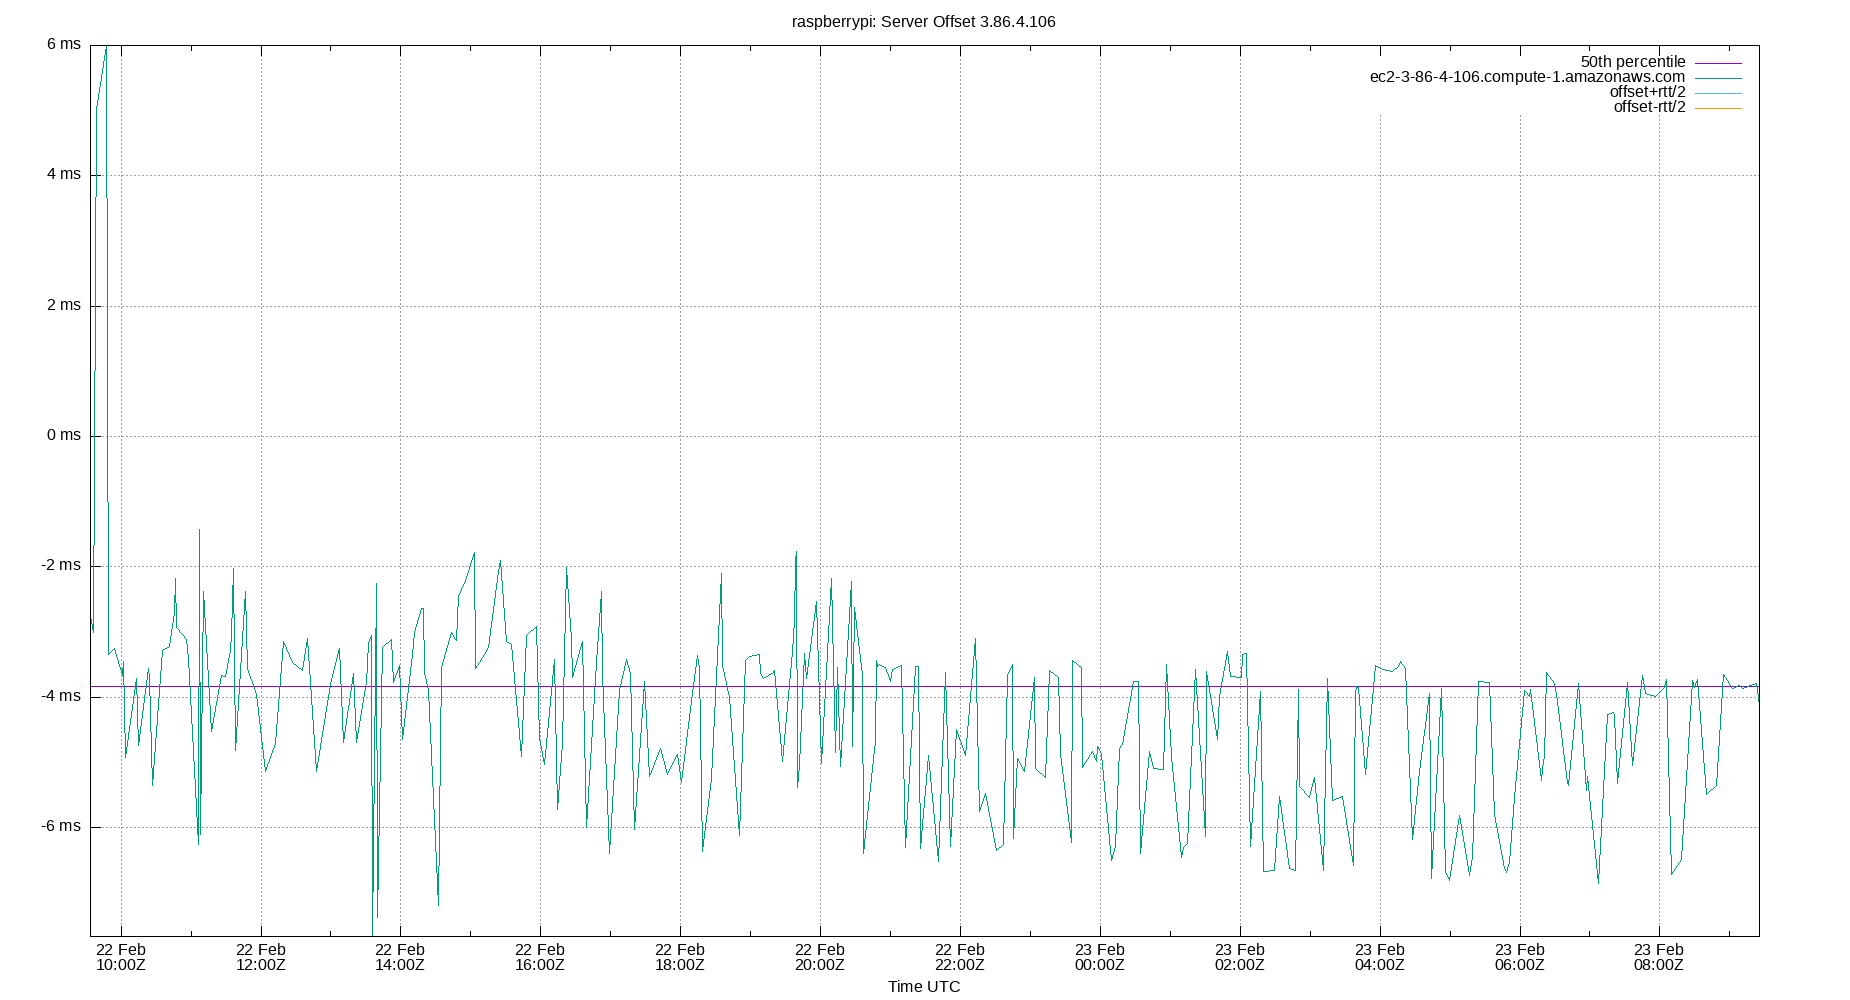 raspberrypi: Server Offset 3.86.4.106
6 ms
4 ms
2 ms
0 ms
-2 ms
-4 ms
-6 ms
50th percentile
ec2-3-86-4-106.compute-1.amazonaws.com
offset+rtt/2
offset-rtt/2
22 Feb 22 Feb 22 Feb 22 Feb 22 Feb 22 Feb 22 Feb 23 Feb 23 Feb 23 Feb 23 Feb 23 Feb
10:00Z 12:00Z 14:00Z 16:00Z 18:00Z 20:00Z 22:00Z 00:00Z 02:00Z 04:00Z 06:00Z 08:00Z
Time UTC